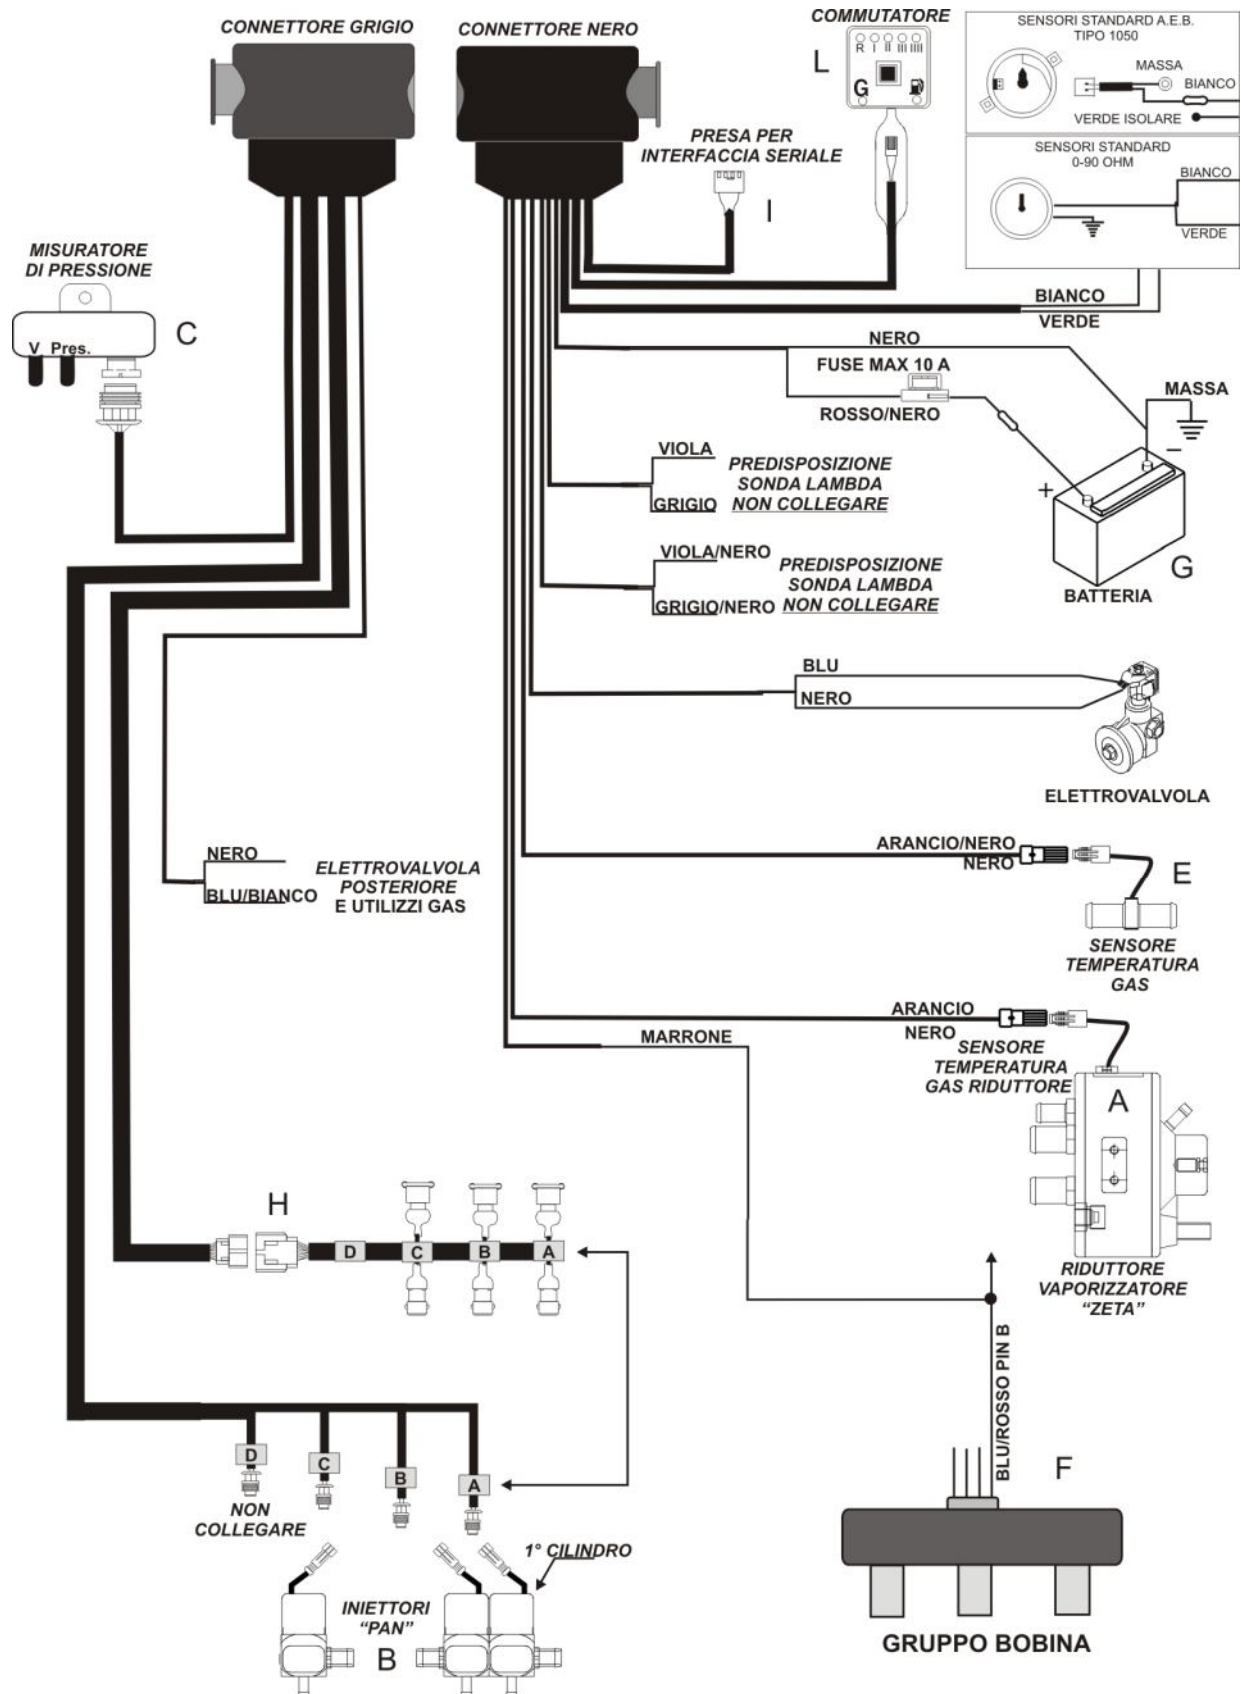 CONNETTORE GRIGIO
CONNETTORE NERO
COMMUTATORE
R I II III IIII
G
L
SENSORI STANDARD A.E.B.
TIPO 1050
MASSA
BIANCO
VERDE ISOLARE
SENSORI STANDARD
0-90 OHM
BIANCO
VERDE
PRESA PER
INTERFACCIA SERIALE
I
MISURATORE
DI PRESSIONE
C
V Pres.
BIANCO
VERDE
NERO
FUSE MAX 10 A
ROSSO/NERO
MASSA
+
–
G
BATTERIA
VIOLA
GRIGIO
PREDISPOSIZIONE
SONDA LAMBDA
NON COLLEGARE
VIOLA/NERO
GRIGIO/NERO
PREDISPOSIZIONE
SONDA LAMBDA
NON COLLEGARE
BLU
NERO
ELETTROVALVOLA
NERO
BLU/BIANCO
ELETTROVALVOLA
POSTERIORE
E UTILIZZI GAS
ARANCIO/NERO
NERO
E
SENSORE
TEMPERATURA
GAS
ARANCIO
NERO
MARRONE
SENSORE
TEMPERATURA
GAS RIDUTTORE
A
RIDUTTORE
VAPORIZZATORE
“ZETA”
H
D C B A
BLU/ROSSO PIN B
F
GRUPPO BOBINA
D C B A
NON
COLLEGARE
1° CILINDRO
INIETTORI
“PAN”
B